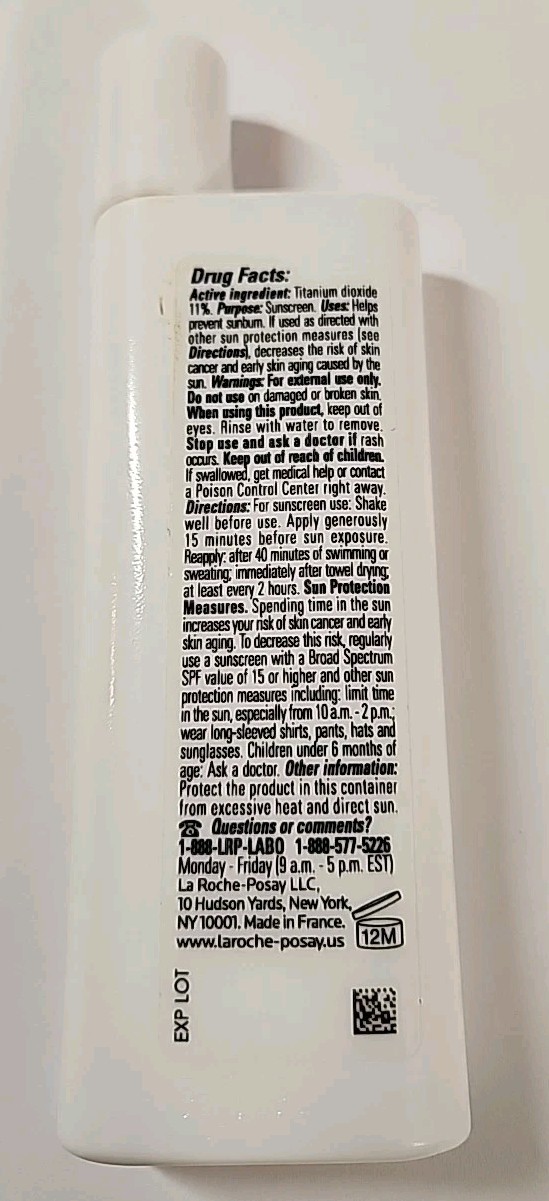 Drug Facts:
Active ingredient: Titanium dioxide
11%. Purpose: Sunscreen. Uses: Helps
prevent sunburn. If used as directed with
other sun protection measures (see
Directions), decreases the risk of skin
cancer and early skin aging caused by the
sun. Warnings: For external use only.
Do not use on damaged or broken skin.
When using this product, keep out of
eyes. Rinse with water to remove.
Stop use and ask a doctor if rash
occurs. Keep out of reach of children.
If swallowed, get medical help or contact
a Poison Control Center right away.
Directions: For sunscreen use: Shake
well before use. Apply generously
15 minutes before sun exposure.
Reapply: after 40 minutes of swimming or
sweating; immediately after towel drying;
at least every 2 hours. Sun Protection
Measures. Spending time in the sun
increases your risk of skin cancer and early
skin aging. To decrease this risk, regularly
use a sunscreen with a Broad Spectrum
SPF value of 15 or higher and other sun
protection measures including: limit time
in the sun, especially from 10 a.m. - 2 p.m.;
wear long-sleeved shirts, pants, hats and
sunglasses. Children under 6 months of
age: Ask a doctor. Other information:
Protect the product in this container
from excessive heat and direct sun.
☎ Questions or comments?
1-888-LRP-LABO 1-888-577-5226
Monday - Friday (9 a.m. - 5 p.m. EST)
La Roche-Posay LLC,
10 Hudson Yards, New York,
NY 10001. Made in France.
www.laroche-posay.us
12M
EXP LOT